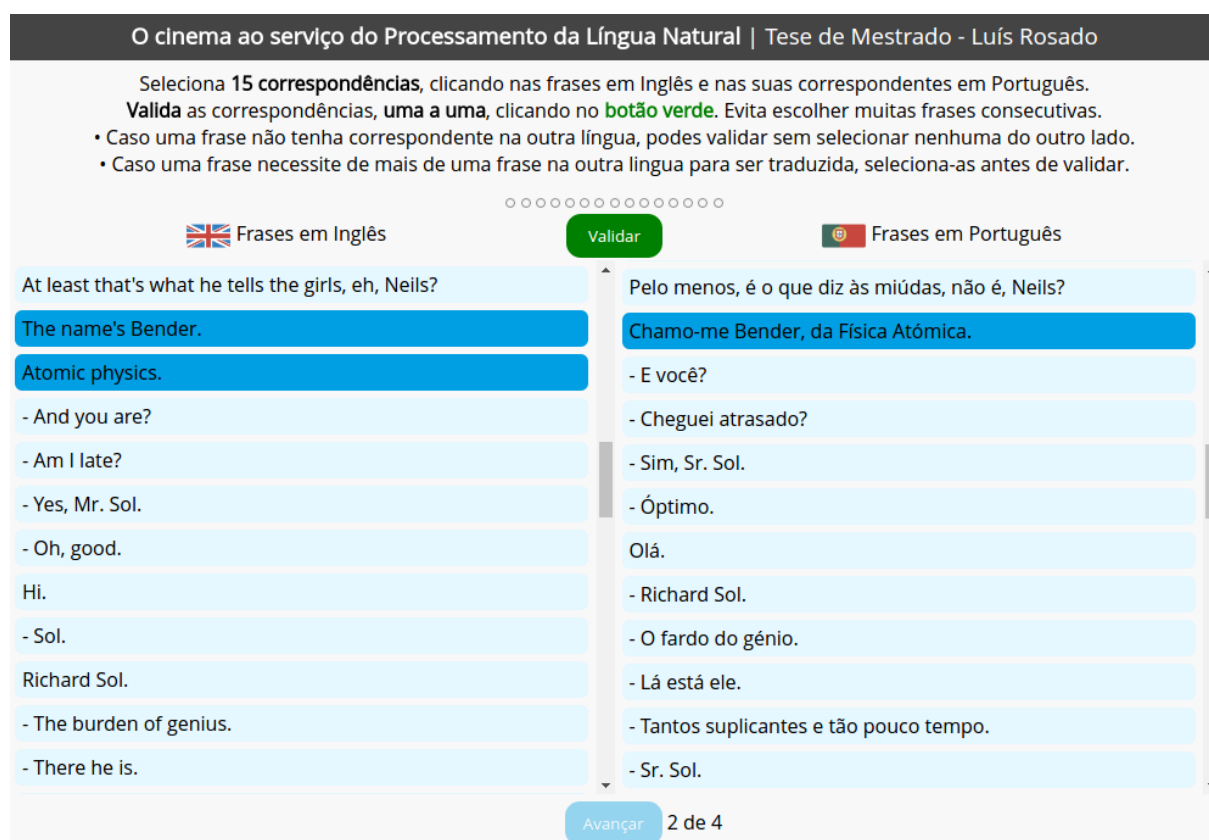 O cinema ao serviço do Processamento da Língua Natural | Tese de Mestrado - Luís Rosado
Seleciona 15 correspondências, clicando nas frases em Inglês e nas suas correspondentes em Português.
Valida as correspondências, uma a uma, clicando no botão verde. Evita escolher muitas frases consecutivas.
• Caso uma frase não tenha correspondente na outra língua, podes validar sem selecionar nenhuma do outro lado.
• Caso uma frase necessite de mais de uma frase na outra lingua para ser traduzida, seleciona-as antes de validar.
Frases em Inglês
Validar
Frases em Português
At least that's what he tells the girls, eh, Neils?
The name's Bender.
Atomic physics.
- And you are?
- Am I late?
- Yes, Mr. Sol.
- Oh, good.
Hi.
- Sol.
Richard Sol.
- The burden of genius.
- There he is.
Pelo menos, é o que diz às miúdas, não é, Neils?
Chamo-me Bender, da Física Atómica.
- E você?
- Cheguei atrasado?
- Sim, Sr. Sol.
- Óptimo.
Olá.
- Richard Sol.
- O fardo do génio.
- Lá está ele.
- Tantos suplicantes e tão pouco tempo.
- Sr. Sol.
Avançar 2 de 4